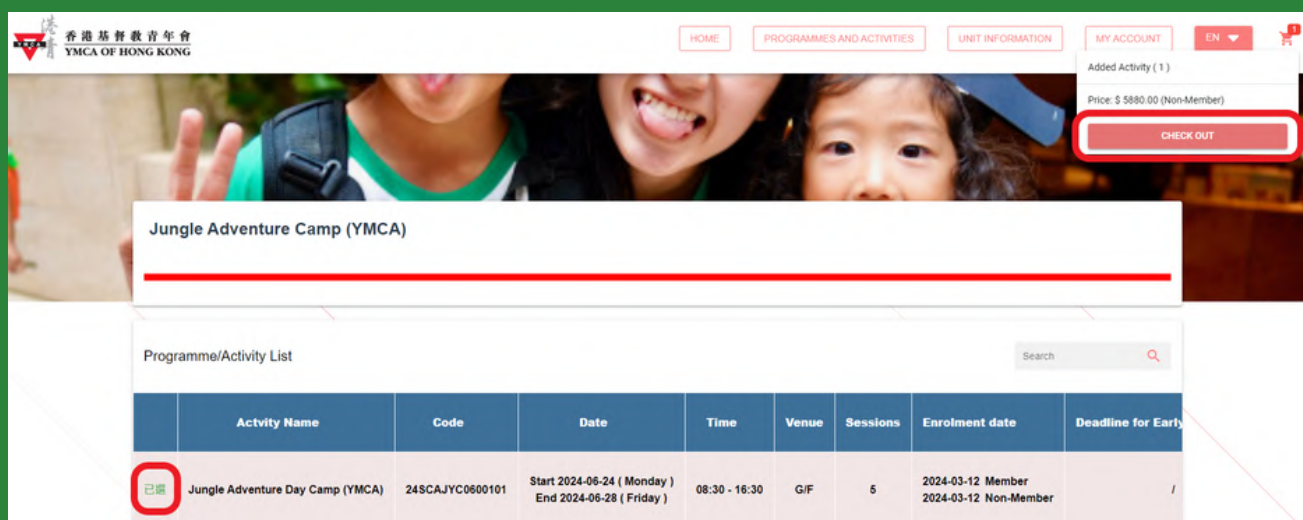 港青
香港基督教青年會
YMCA
YMCA OF HONG KONG
HOME
PROGRAMMES AND ACTIVITIES
UNIT INFORMATION
MY ACCOUNT
EN
1
Added Activity ( 1 )
Price: $ 5880.00 (Non-Member)
CHECK OUT
Jungle Adventure Camp (YMCA)
Programme/Activity List
Search
Actvity Name
Code
Date
Time
Venue
Sessions
Enrolment date
Deadline for Early
已選
Jungle Adventure Day Camp (YMCA)
24SCAJYC0600101
Start 2024-06-24 ( Monday )
End 2024-06-28 ( Friday )
08:30 - 16:30
G/F
5
2024-03-12 Member
2024-03-12 Non-Member
/